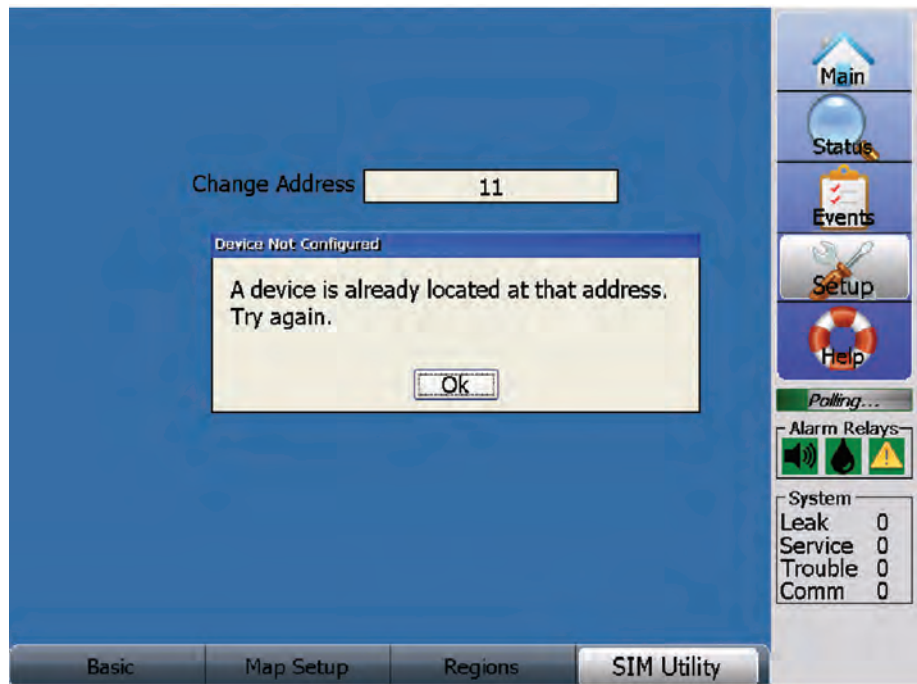 Main
Status
Events
Setup
Help
Polling...
Alarm Relays
System
Leak 0
Service 0
Trouble 0
Comm 0
Change Address 11
Device Not Configured
A device is already located at that address.
Try again.
Ok
Basic Map Setup Regions SIM Utility